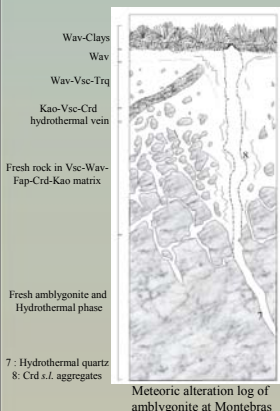 Wav-Clays
Wav
Wav-Vsc-Trq
Kao-Vsc-Crd
hydrothermal vein
8
Fresh rock in Vsc-Wav-
Fap-Crd-Kao matrix
Fresh amblygonite and
Hydrothermal phase
7
7 : Hydrothermal quartz
8: Crd s.l. aggregates
Meteoric alteration log of
amblygonite at Montebras